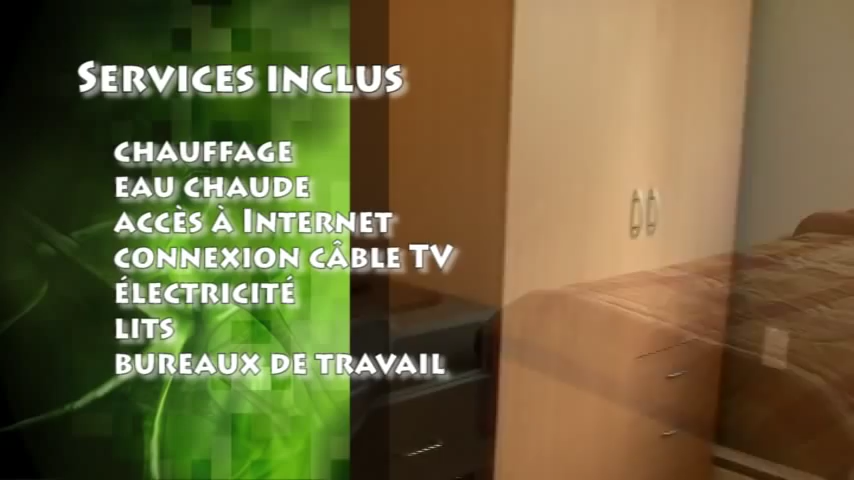 Services inclus
chauffage
eau chaude
accès à Internet
connexion câble TV
électricité
lits
bureaux de travail